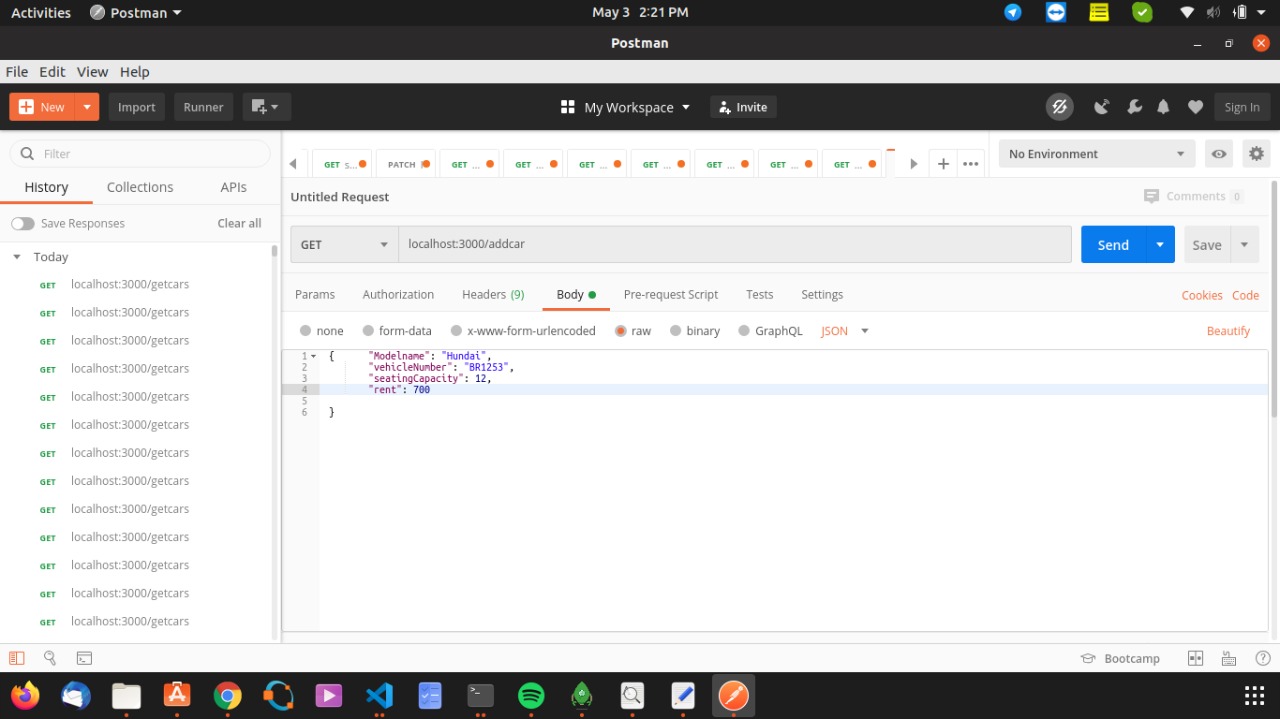 Activities Postman May 3 2:21 PM
Postman
File Edit View Help
New Import Runner My Workspace Invite Sign In
Filter
GET s... PATCH GET ... GET ... GET ... GET ... GET ... GET ... GET ... No Environment
History Collections APIs
Untitled Request Comments 0
Save Responses Clear all
GET localhost:3000/addcar Send Save
Today
GET localhost:3000/getcars
GET localhost:3000/getcars
GET localhost:3000/getcars
GET localhost:3000/getcars
GET localhost:3000/getcars
GET localhost:3000/getcars
GET localhost:3000/getcars
GET localhost:3000/getcars
GET localhost:3000/getcars
GET localhost:3000/getcars
GET localhost:3000/getcars
GET localhost:3000/getcars
GET localhost:3000/getcars
Params Authorization Headers (9) Body Pre-request Script Tests Settings Cookies Code
none form-data x-www-form-urlencoded raw binary GraphQL JSON Beautify
1 { "Modelname": "Hundai",
2 "vehicleNumber": "BR1253",
3 "seatingCapacity": 12,
4 "rent": 700
5
6 }
Bootcamp